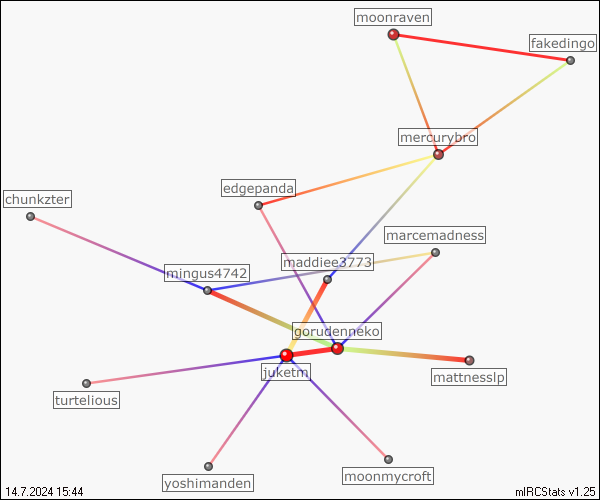 moonraven
fakedingo
mercurybro
edgepanda
chunkzter
marcemadness
maddiee3773
mingus4742
gorudenneko
juketm
mattnesslp
turtelious
yoshimanden
moonmycroft
14.7.2024 15:44
mIRCStats v1.25